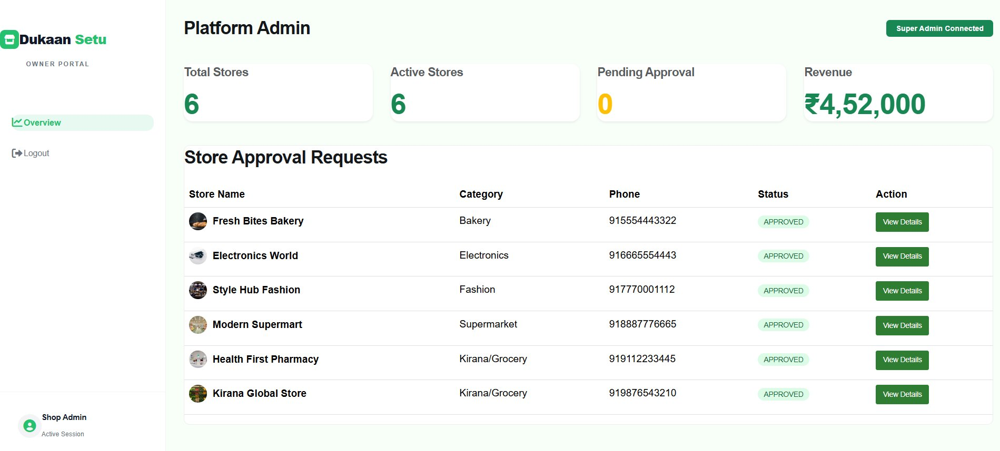 Dukaan Setu
OWNER PORTAL
Overview
Logout
Shop Admin
Active Session
Platform Admin
Super Admin Connected
Total Stores
6
Active Stores
6
Pending Approval
0
Revenue
₹4,52,000
Store Approval Requests
Store Name Category Phone Status Action
Fresh Bites Bakery Bakery 915554443322 APPROVED View Details
Electronics World Electronics 916665554443 APPROVED View Details
Style Hub Fashion Fashion 917770001112 APPROVED View Details
Modern Supermart Supermarket 918887776665 APPROVED View Details
Health First Pharmacy Kirana/Grocery 919112233445 APPROVED View Details
Kirana Global Store Kirana/Grocery 919876543210 APPROVED View Details